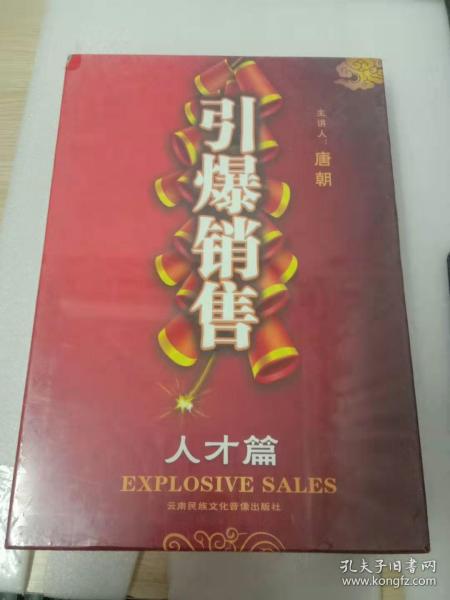 引爆销售
主讲人：唐朝
人才篇
EXPLOSIVE SALES
云南民族文化音像出版社
孔夫子旧书网
www.kongfz.com